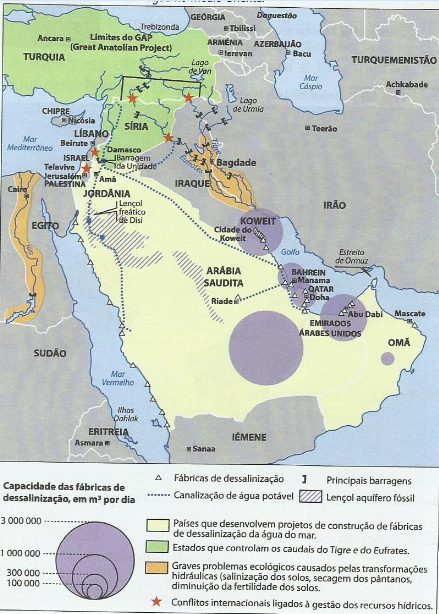 GEÓRGIA
Daguestão
Trebizonda
Tbilissi
Ancara
Limites do GAP
(Great Anatolian Project)
ARMÉNIA
AZERBAIJÃO
Ierevan
Bacu
TURQUIA
Lago
de Van
TURQUEMENISTÃO
Mar
Cáspio
Achkabade
Lago
de Urmia
CHIPRE
Nicósia
SÍRIA
Teerão
Mar
Mediterrâneo
LÍBANO
Beirute
Damasco
Barragem
da Unidade
ISRAEL
Telavive
Jerusalém
Amã
PALESTINA
Bagdade
IRAQUE
IRÃO
Cairo
JORDÂNIA
Lençol
freático
de Disi
EGITO
KOWEIT
Cidade do
Koweit
Golfo
Estreito
de Ormuz
ARÁBIA
SAUDITA
BAHREIN
Manama
QATAR
Doha
Riade
Abu Dabi
EMIRADOS
ÁRABES UNIDOS
Mascate
OMÃ
SUDÃO
Mar
Vermelho
Ilhas
Dahlak
ERITREIA
Asmara
Sanaa
IÉMENE
Capacidade das fábricas de
dessalinização, em m³ por dia
3 000 000
1 000 000
300 000
100 000
Fábricas de dessalinização
Principais barragens
Canalização de água potável
Lençol aquífero fóssil
Países que desenvolvem projetos de construção de fábricas
de dessalinização da água do mar.
Estados que controlam os caudais do Tigre e do Eufrates.
Graves problemas ecológicos causados pelas transformações
hidráulicas (salinização dos solos, secagem dos pântanos,
diminuição da fertilidade dos solos).
Conflitos internacionais ligados à gestão dos recursos hídricos.